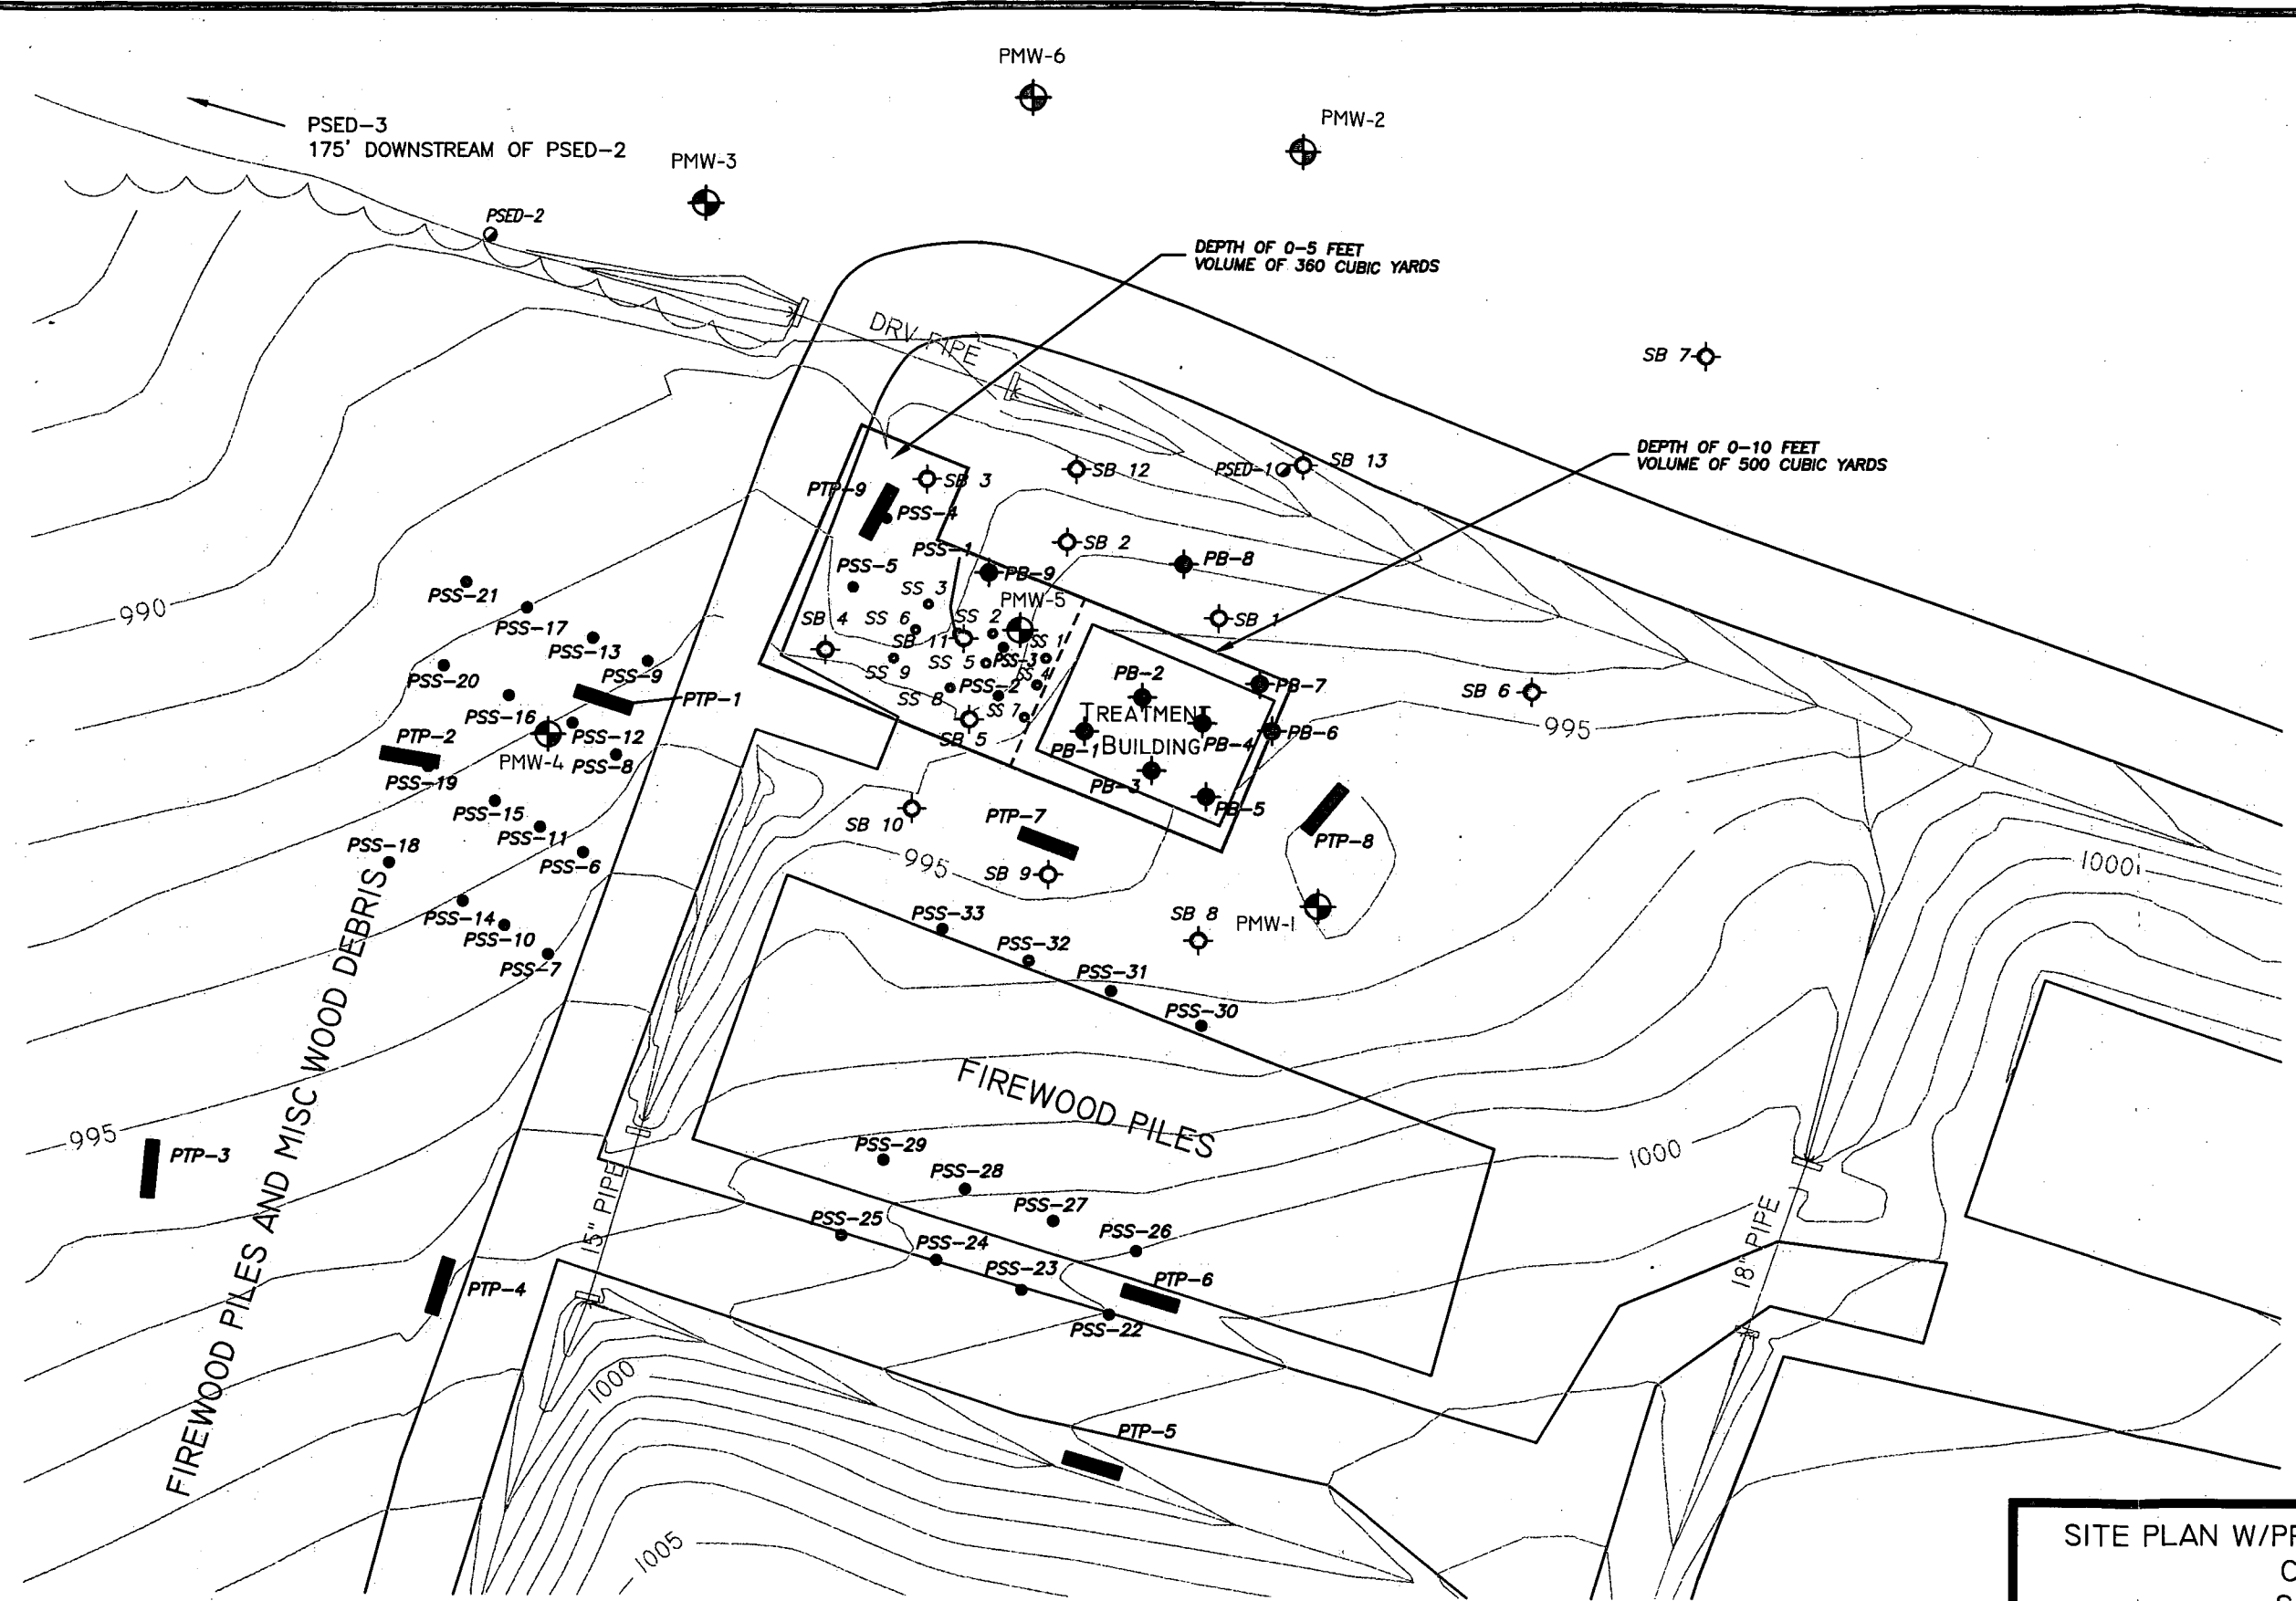 PMW-6
PMW-2
PSED-3
175' DOWNSTREAM OF PSED-2
PMW-3
PSED-2
DEPTH OF 0-5 FEET
VOLUME OF 360 CUBIC YARDS
DRV PIPE
SB 7
DEPTH OF 0-10 FEET
VOLUME OF 500 CUBIC YARDS
SB 3
SB 12
PSED-1
SB 13
PTP-9
PSS-4
PSS-1
SB 2
PB-8
PSS-5
PB-9
SS 3
PMW-5
SB 4
SS 6
SS 2
SB 1
SB 11
SS 1
SS 9
SS 5
PSS-3
SS 4
PSS-2
SS 8
SS 7
SB 5
990
PSS-21
PSS-17
PSS-13
PSS-9
PSS-20
PTP-1
PSS-16
PSS-12
PTP-2
PMW-4
PSS-8
PSS-19
PSS-15
PSS-11
PSS-18
PSS-6
PSS-14
PSS-10
PSS-7
PB-2
PB-7
TREATMENT
BUILDING
PB-1
PB-4
PB-6
PB-3
PB-5
SB 6
995
SB 10
PTP-7
PTP-8
995
SB 9
SB 8
PMW-1
1000
PSS-33
PSS-32
PSS-31
PSS-30
FIREWOOD PILES
FIREWOOD PILES AND MISC WOOD DEBRIS
995
PTP-3
PSS-29
PSS-28
PSS-27
PSS-26
1000
15" PIPE
18" PIPE
PSS-25
PSS-24
PSS-23
PTP-6
PSS-22
PTP-4
1000
PTP-5
1005
SITE PLAN W/PR
C
S